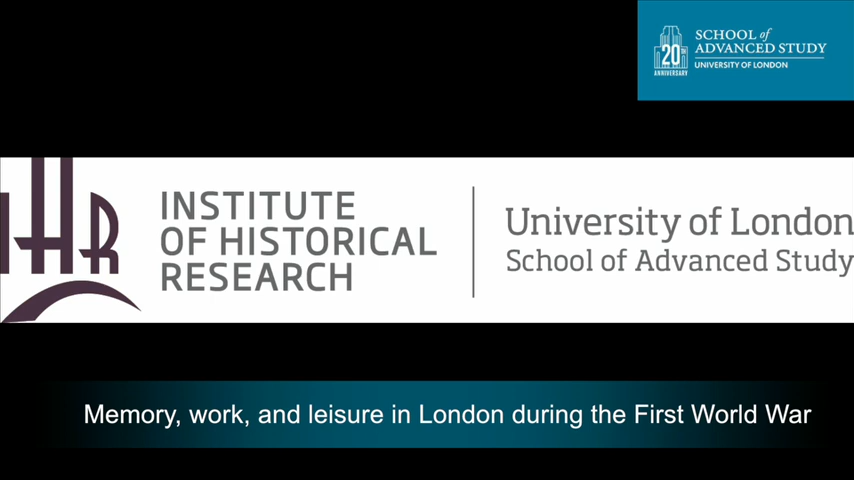 SCHOOL of
ADVANCED STUDY
UNIVERSITY OF LONDON
20TH
ANNIVERSARY
IHR
INSTITUTE
OF HISTORICAL
RESEARCH
University of London
School of Advanced Study
Memory, work, and leisure in London during the First World War